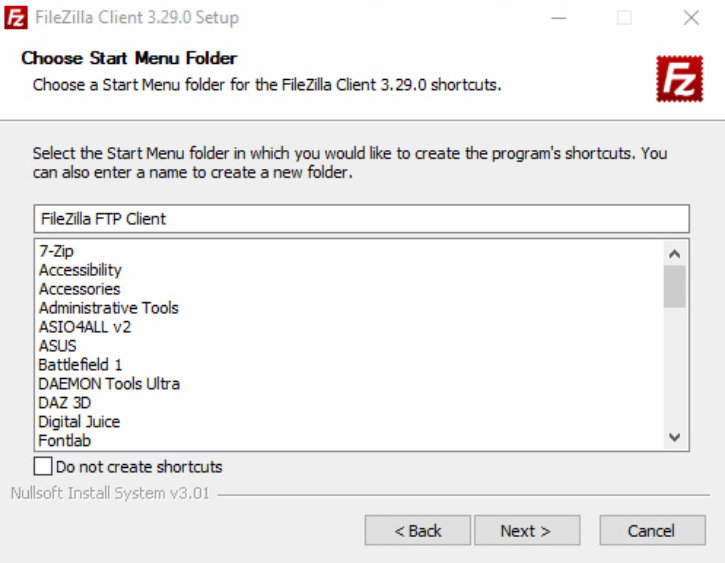 FileZilla Client 3.29.0 Setup
Choose Start Menu Folder
Choose a Start Menu folder for the FileZilla Client 3.29.0 shortcuts.
Fz
Select the Start Menu folder in which you would like to create the program's shortcuts. You
can also enter a name to create a new folder.
FileZilla FTP Client
7-Zip
Accessibility
Accessories
Administrative Tools
ASIO4ALL v2
ASUS
Battlefield 1
DAEMON Tools Ultra
DAZ 3D
Digital Juice
Fontlab
Do not create shortcuts
Nullsoft Install System v3.01
< Back
Next >
Cancel